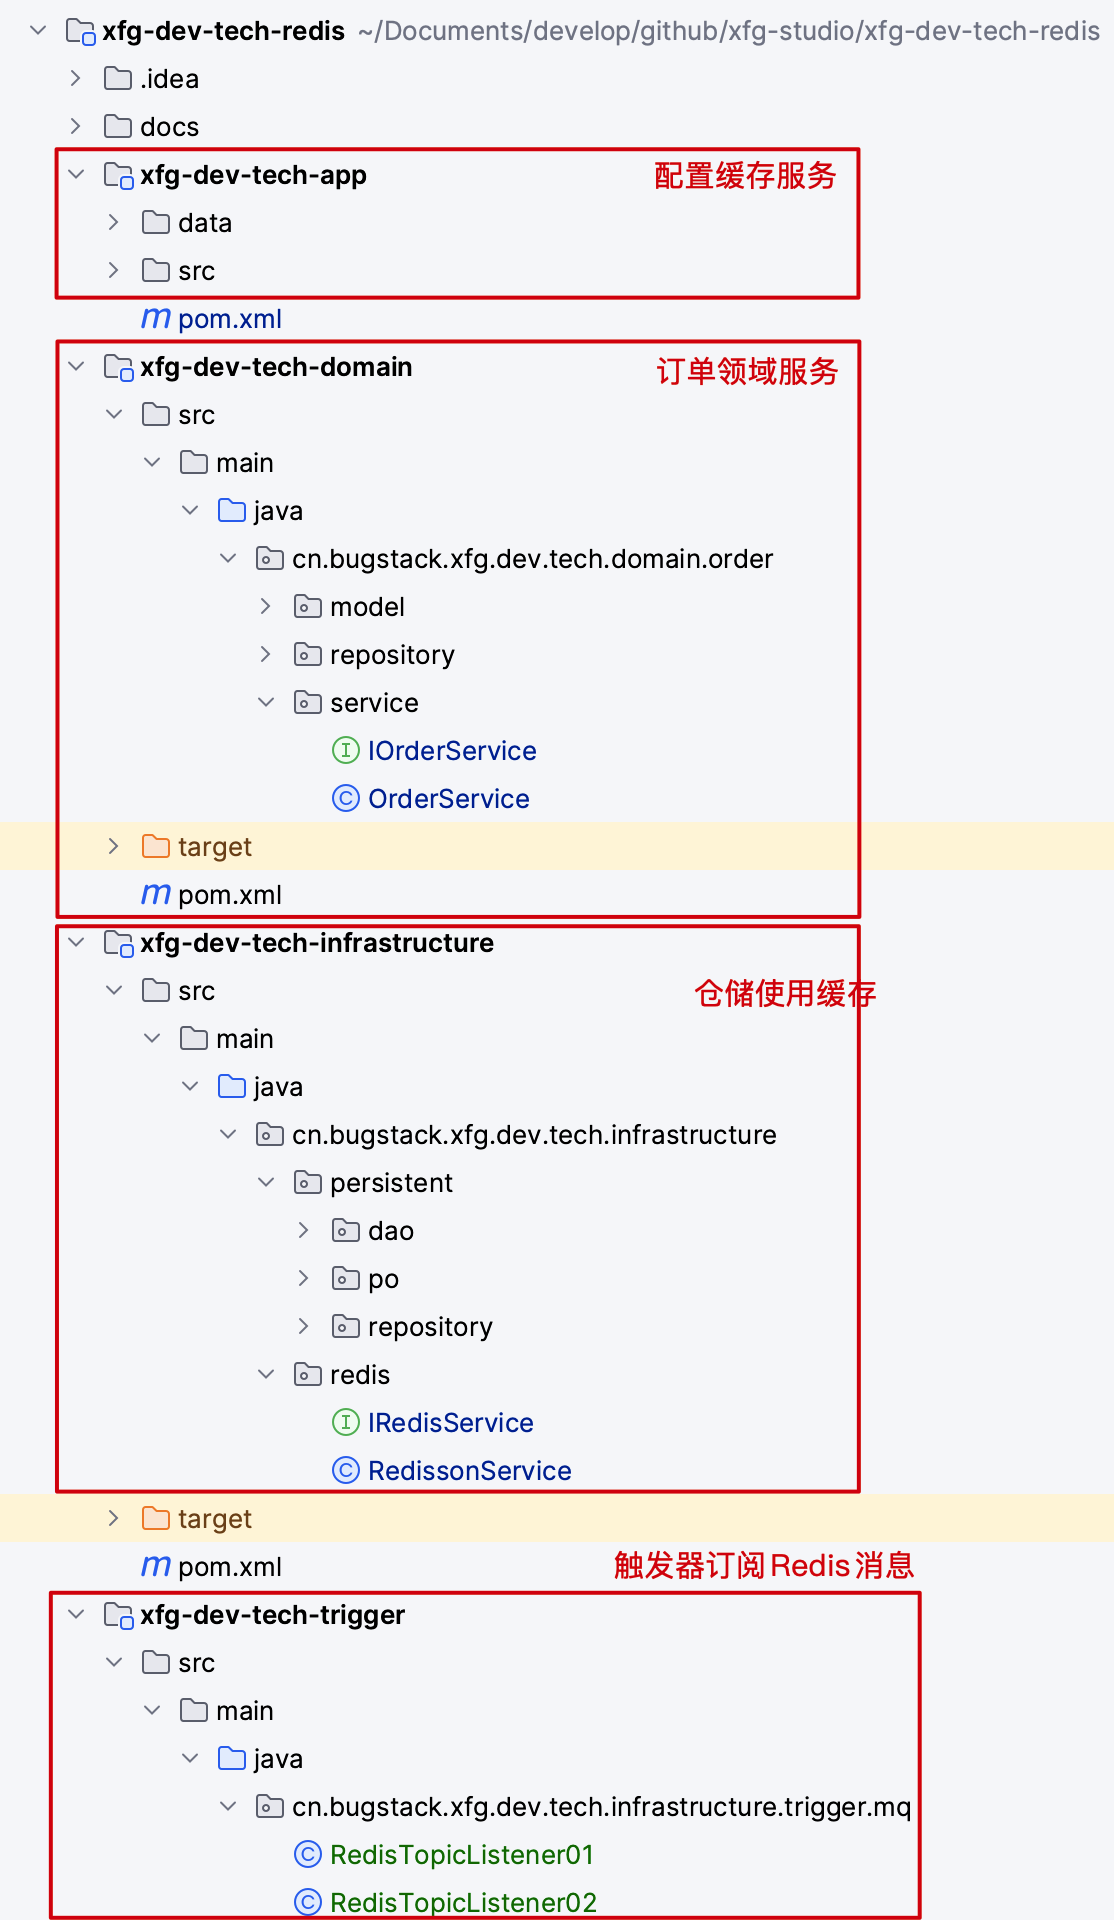 xfg-dev-tech-redis ~/Documents/develop/github/xfg-studio/xfg-dev-tech-redis
.idea
docs
xfg-dev-tech-app 配置缓存服务
data
src
m pom.xml
xfg-dev-tech-domain 订单领域服务
src
main
java
cn.bugstack.xfg.dev.tech.domain.order
model
repository
service
I IOrderService
C OrderService
target
m pom.xml
xfg-dev-tech-infrastructure
src 仓储使用缓存
main
java
cn.bugstack.xfg.dev.tech.infrastructure
persistent
dao
po
repository
redis
I IRedisService
C RedissonService
target
m pom.xml 触发器订阅Redis消息
xfg-dev-tech-trigger
src
main
java
cn.bugstack.xfg.dev.tech.infrastructure.trigger.mq
C RedisTopicListener01
C RedisTopicListener02